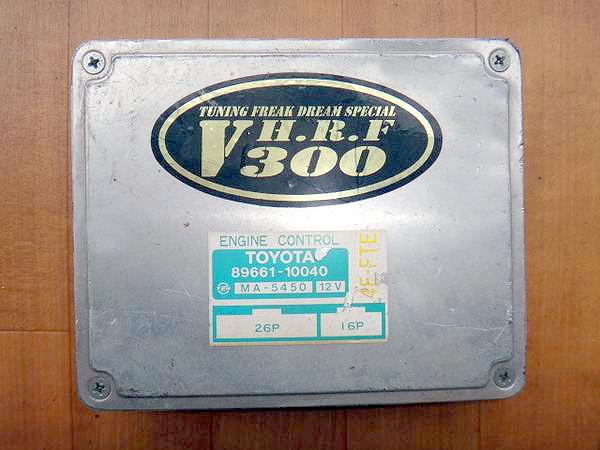 TUNING FREAK DREAM SPECIAL
V H.R.F
300
ENGINE CONTROL
TOYOTA
89661-10040
MA-5450 12V
4E-FTE
26P 16P